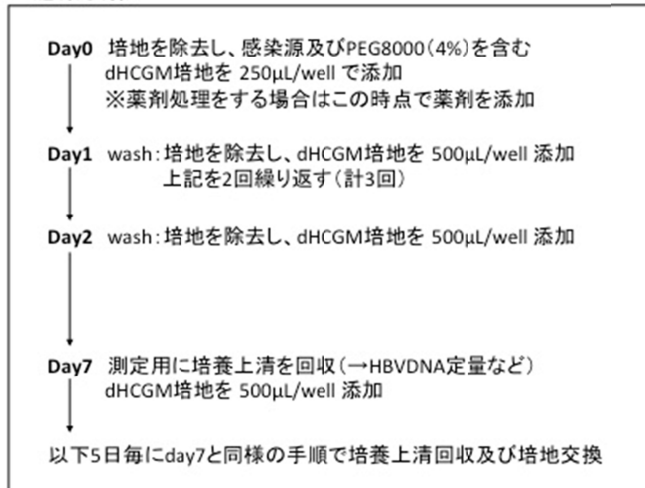 Day0 培地を除去し、感染源及びPEG8000(4%)を含む
dHCGM培地を 250μL/well で添加
※薬剤処理をする場合はこの時点で薬剤を添加
Day1 wash：培地を除去し、dHCGM培地を 500μL/well 添加
上記を2回繰り返す(計3回)
Day2 wash：培地を除去し、dHCGM培地を 500μL/well 添加
Day7 測定用に培養上清を回収(→HBVDNA定量など)
dHCGM培地を 500μL/well 添加
以下5日毎にday7と同様の手順で培養上清回収及び培地交換